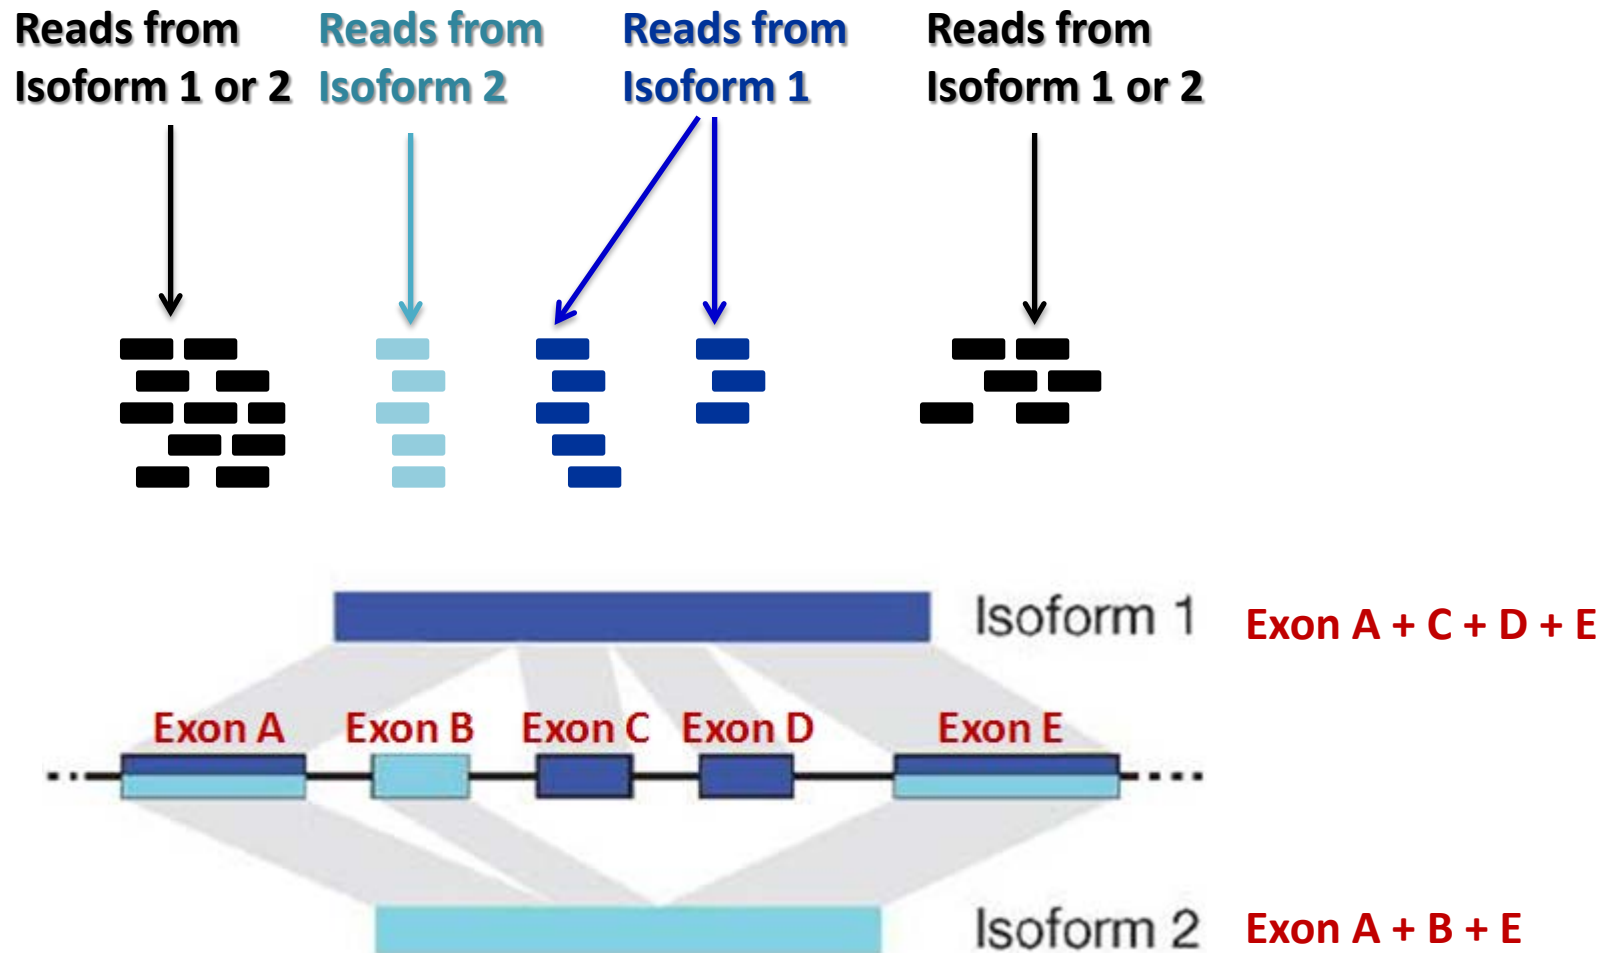 Reads from
Isoform 1 or 2
Reads from
Isoform 2
Reads from
Isoform 1
Reads from
Isoform 1 or 2
Isoform 1
Exon A + C + D + E
Exon A
Exon B
Exon C
Exon D
Exon E
Isoform 2
Exon A + B + E